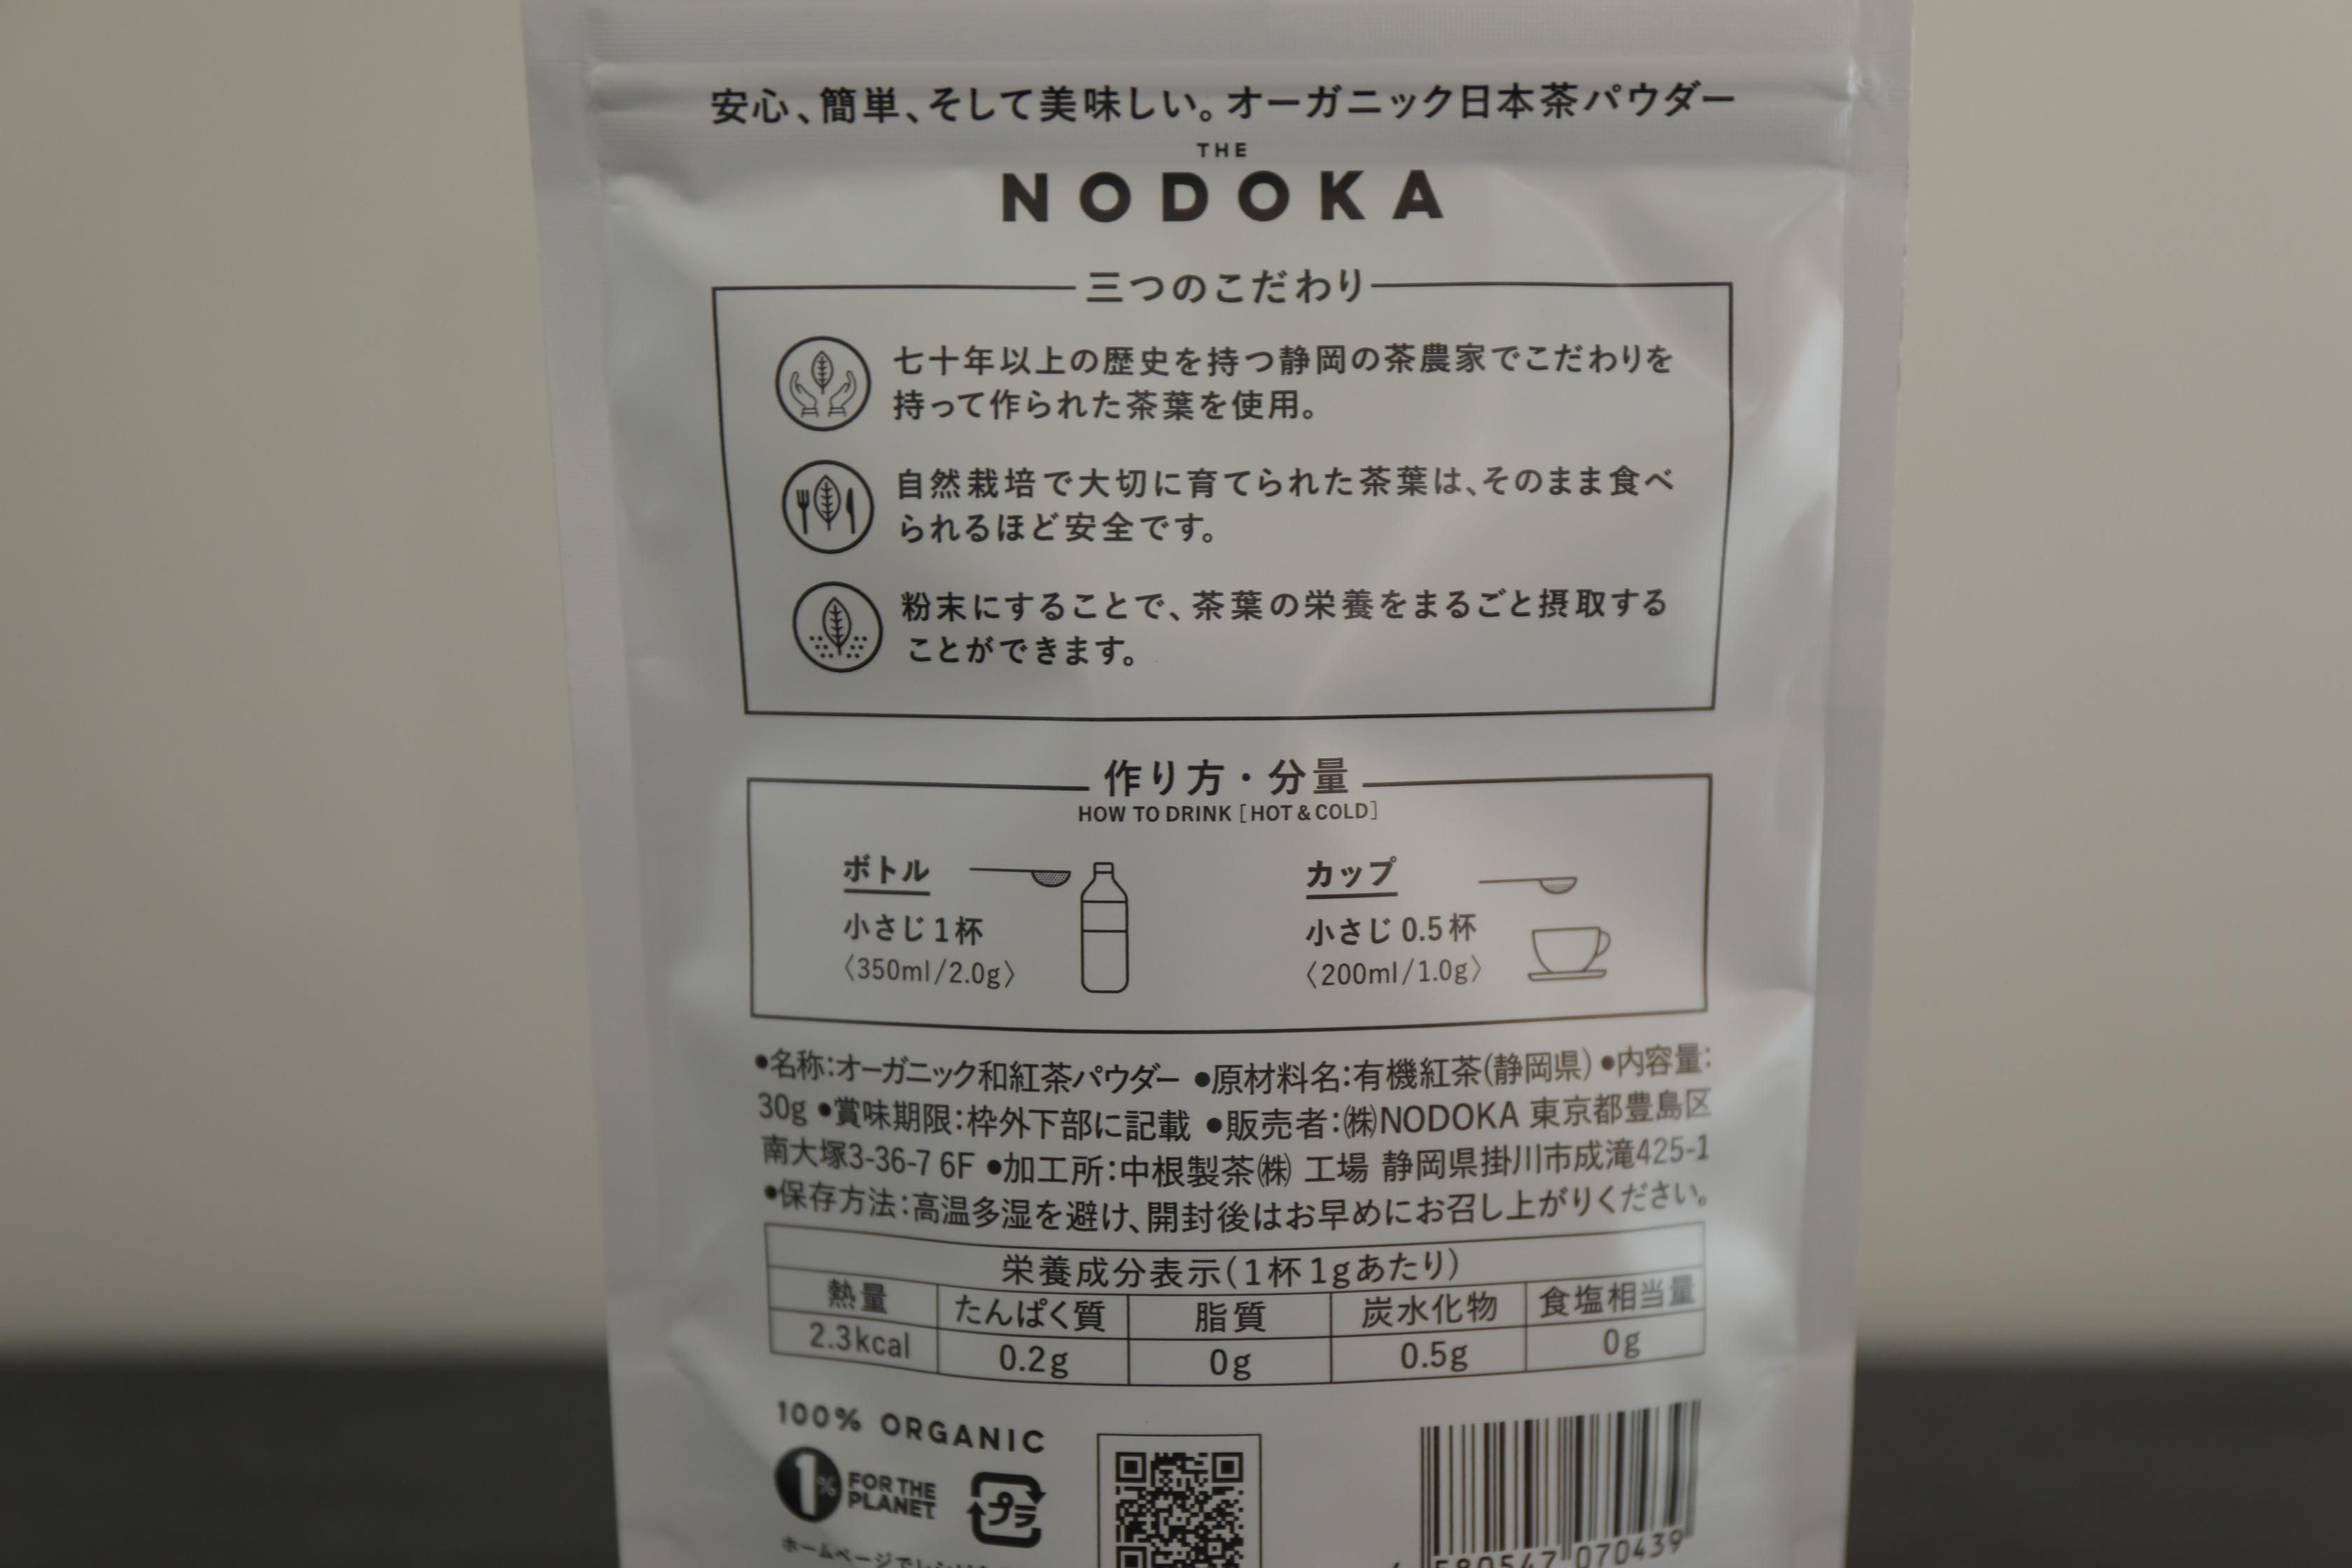 安心、簡単、そして美味しい。オーガニック日本茶パウダー
THE
NODOKA
三つのこだわり
七十年以上の歴史を持つ静岡の茶農家でこだわりを
持って作られた茶葉を使用。
自然栽培で大切に育てられた茶葉は、そのまま食べ
られるほど安全です。
粉末にすることで、茶葉の栄養をまるごと摂取する
ことができます。
作り方・分量
HOW TO DRINK [HOT & COLD]
ボトル
小さじ1杯
〈350ml/2.0g〉
カップ
小さじ0.5杯
〈200ml/1.0g〉
●名称:オーガニック和紅茶パウダー ●原材料名:有機紅茶(静岡県) ●内容量:
30g ●賞味期限:枠外下部に記載 ●販売者:㈱NODOKA 東京都豊島区
南大塚3-36-7 6F ●加工所:中根製茶㈱ 工場 静岡県掛川市成滝425-1
●保存方法:高温多湿を避け、開封後はお早めにお召し上がりください。
栄養成分表示(1杯1gあたり)
熱量 たんぱく質 脂質 炭水化物 食塩相当量
2.3kcal 0.2g 0g 0.5g 0g
100% ORGANIC
1% FOR THE
PLANET
プラ
ホームページでレシピ
580547 070439